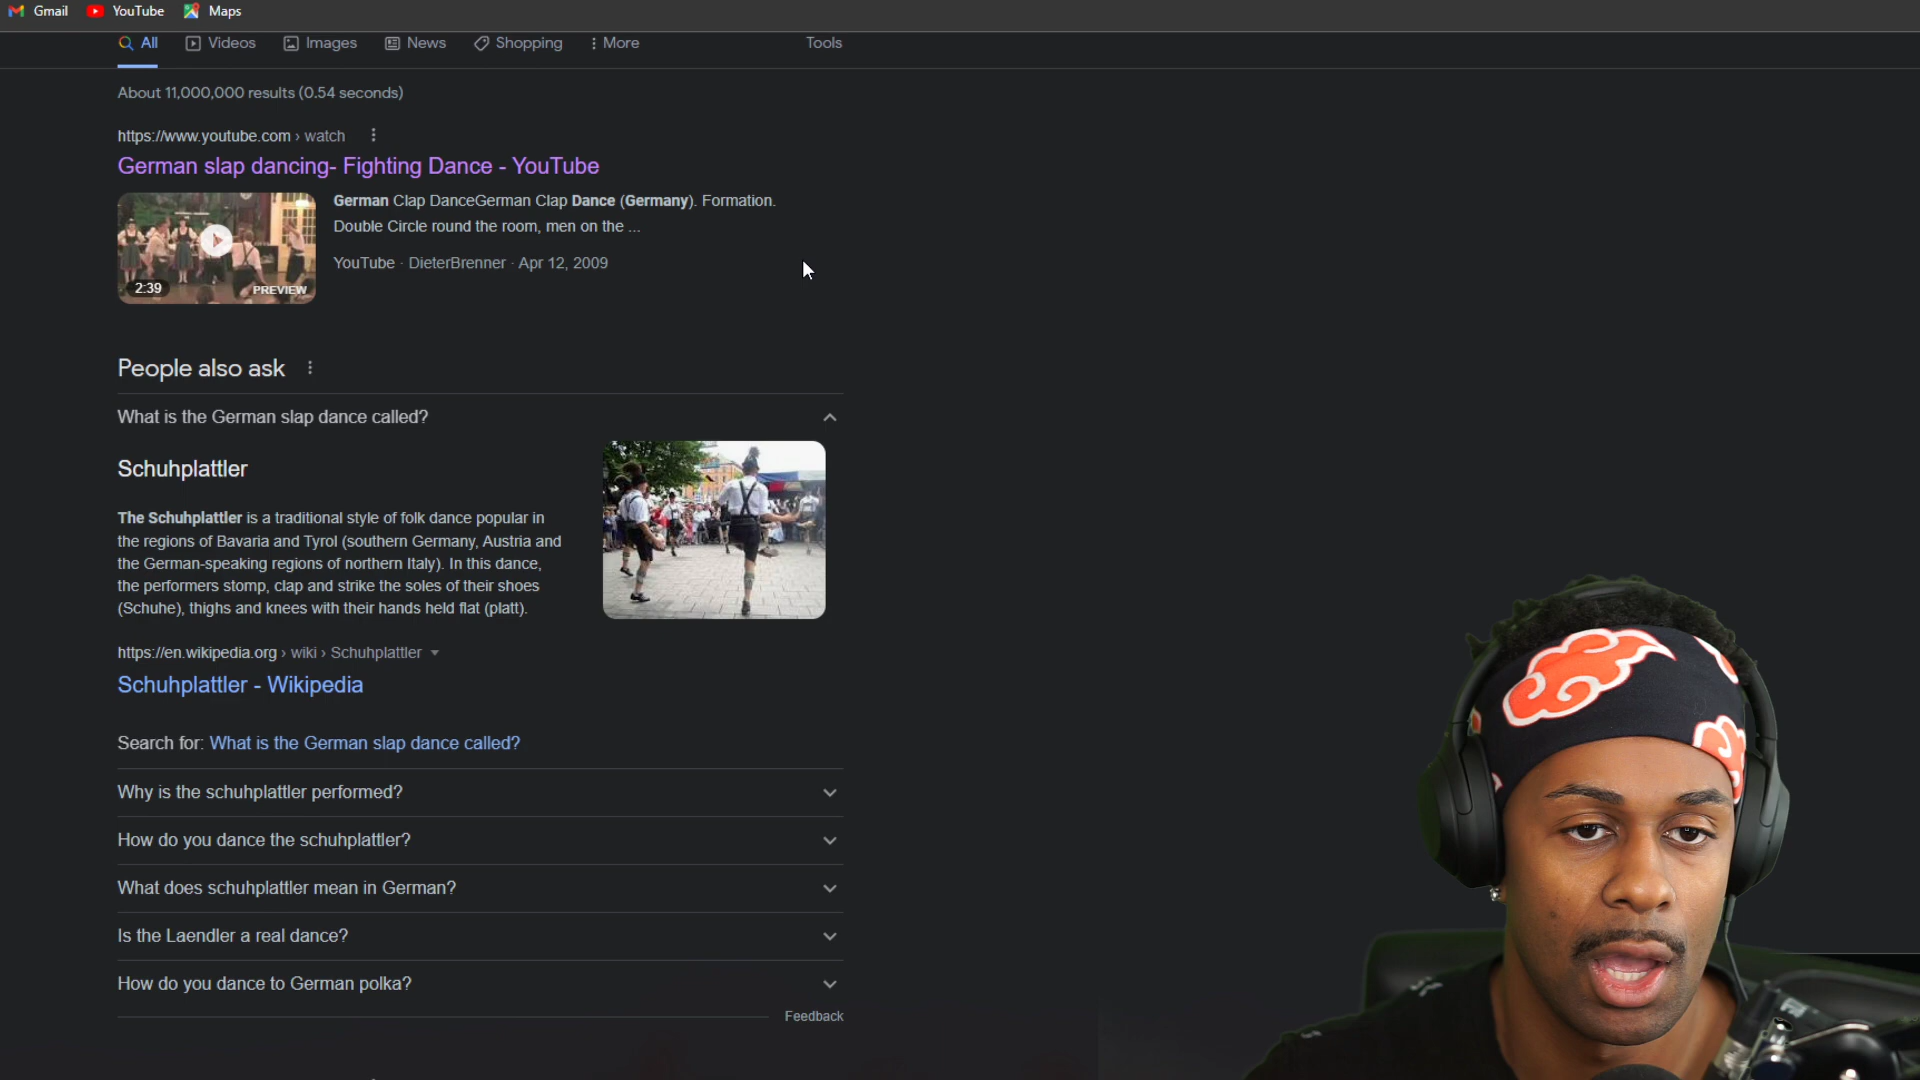 Gmail YouTube Maps
All Videos Images News Shopping More Tools
About 11,000,000 results (0.54 seconds)
https://www.youtube.com › watch
German slap dancing- Fighting Dance - YouTube
German Clap DanceGerman Clap Dance (Germany). Formation.
Double Circle round the room, men on the ...
YouTube · DieterBrenner · Apr 12, 2009
2:39 PREVIEW
People also ask
What is the German slap dance called?
Schuhplattler
The Schuhplattler is a traditional style of folk dance popular in
the regions of Bavaria and Tyrol (southern Germany, Austria and
the German-speaking regions of northern Italy). In this dance,
the performers stomp, clap and strike the soles of their shoes
(Schuhe), thighs and knees with their hands held flat (platt).
https://en.wikipedia.org › wiki › Schuhplattler
Schuhplattler - Wikipedia
Search for: What is the German slap dance called?
Why is the schuhplattler performed?
How do you dance the schuhplattler?
What does schuhplattler mean in German?
Is the Laendler a real dance?
How do you dance to German polka?
Feedback